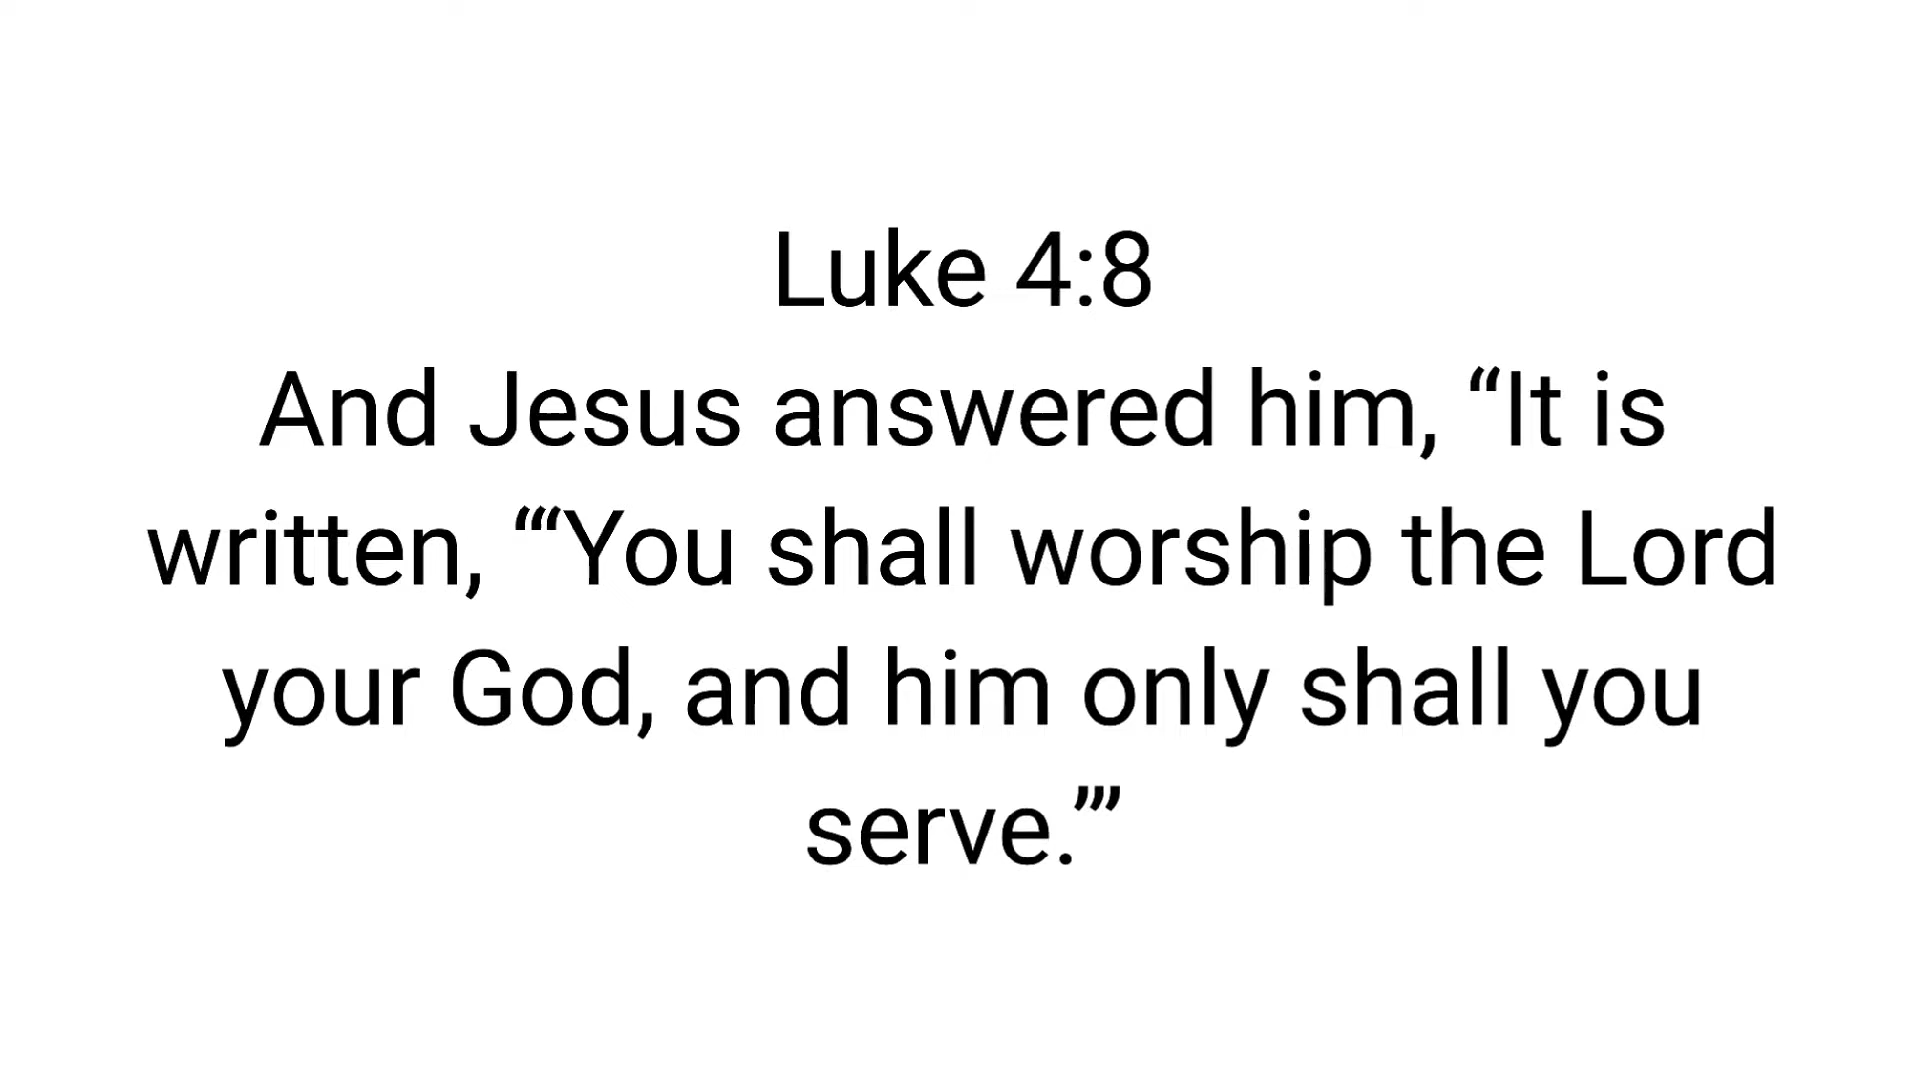 Luke 4:8
And Jesus answered him, “It is
written, “‘You shall worship the Lord
your God, and him only shall you
serve.’”